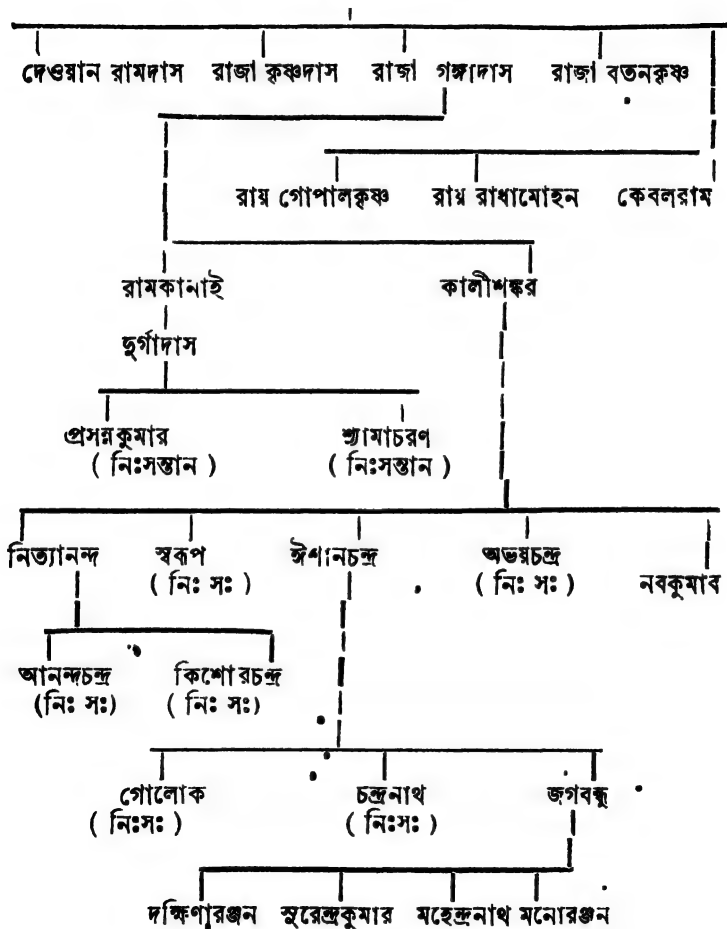 দেওয়ান রামদাস রাজা কৃষ্ণদাস রাজা গঙ্গাদাস রাজা বতনকৃষ্ণ
রায় গোপালকৃষ্ণ রায় রাধামোহন কেবলরাম
রামকানাই কালীশঙ্কর
দুর্গাদাস
প্রসন্নকুমার শ্যামাচরণ
( নিঃসন্তান ) ( নিঃসন্তান )
নিত্যানন্দ স্বরূপ ঈশানচন্দ্র অভয়চন্দ্র নবকুমাব
( নিঃ সঃ ) ( নিঃ সঃ )
আনন্দচন্দ্র কিশোরচন্দ্র
(নিঃ সঃ) ( নিঃ সঃ)
গোলোক চন্দ্রনাথ জগবন্ধু
( নিঃসঃ ) ( নিঃসঃ )
দক্ষিণারঞ্জন সুরেন্দ্রকুমার মহেন্দ্রনাথ মনোরঞ্জন